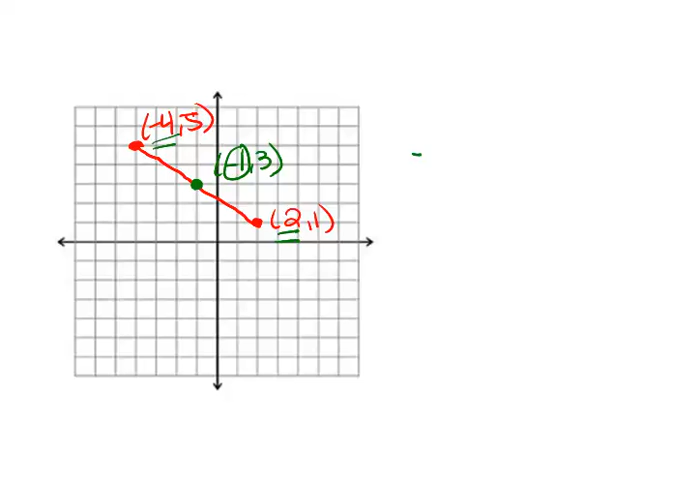 (-4,5)
(-1,3)
(2,1)
-